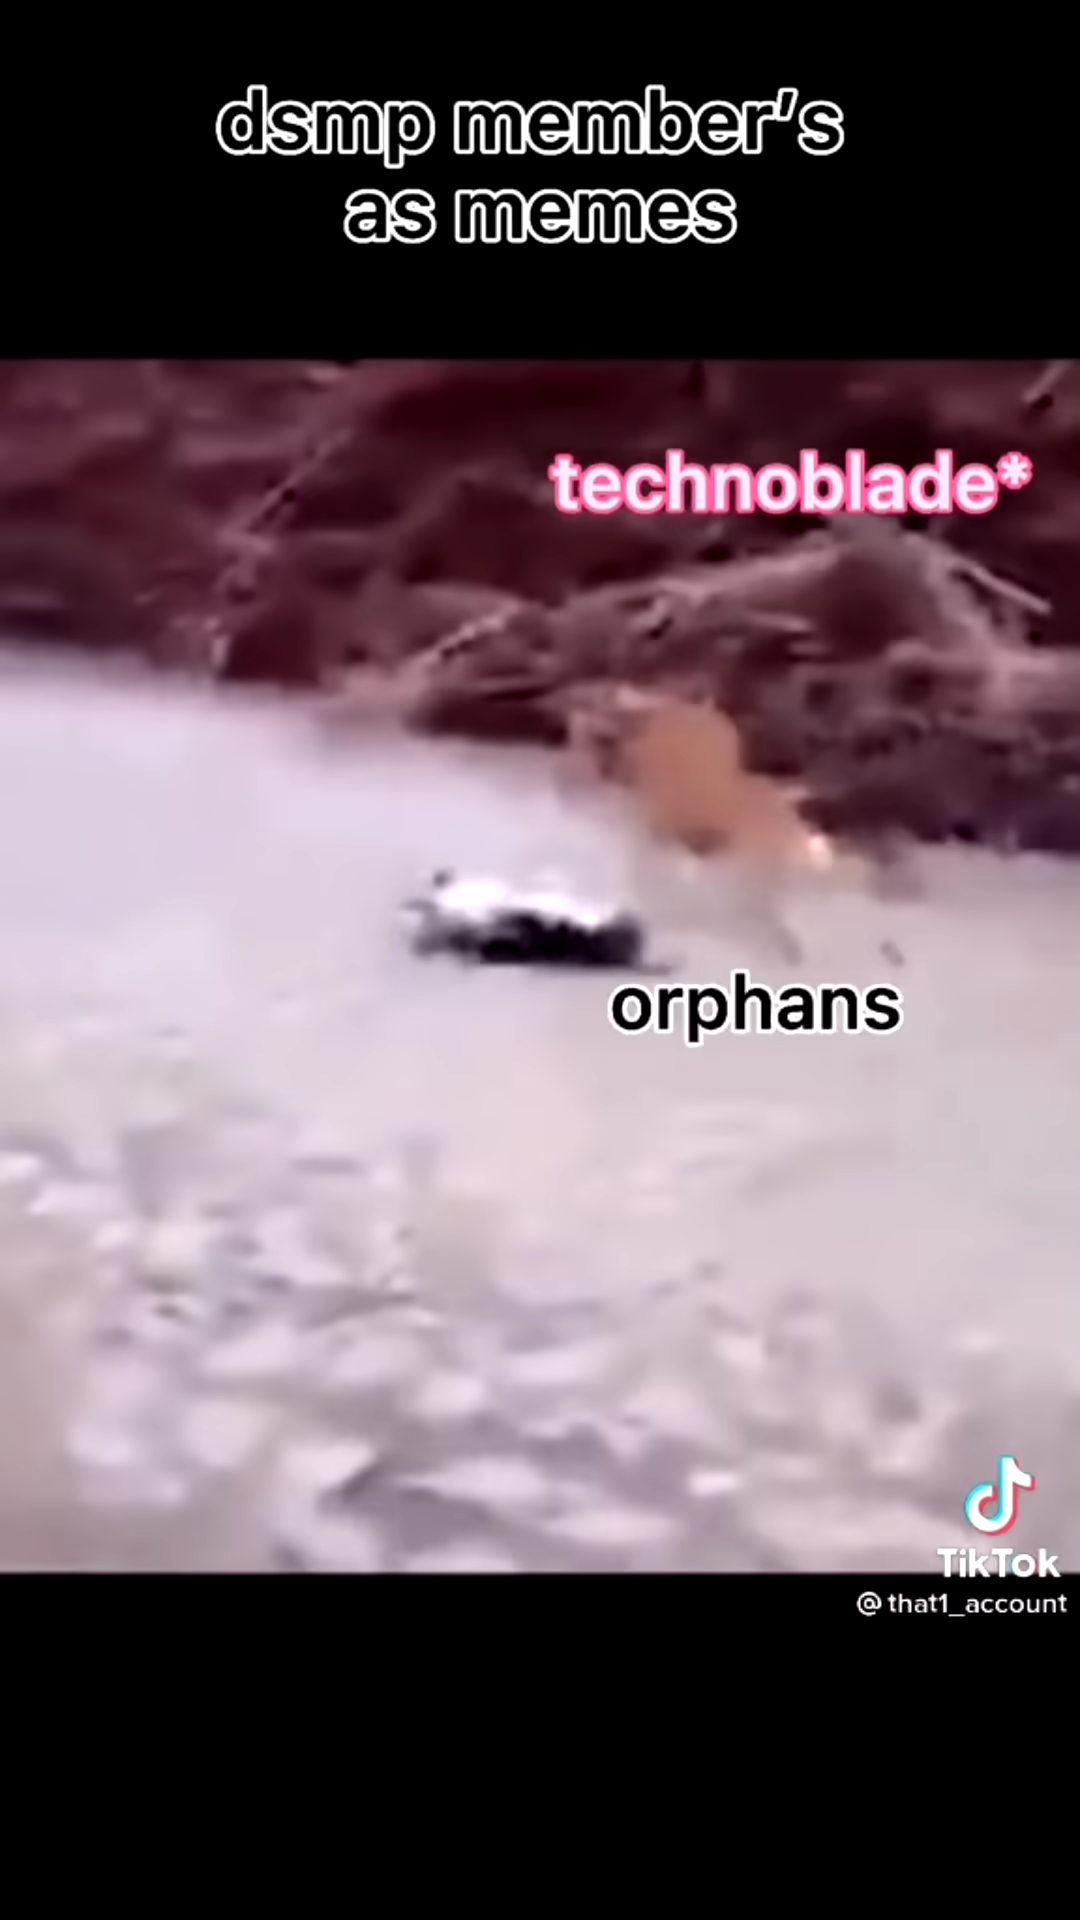 dsmp member's
as memes
technoblade*
orphans
TikTok
@that1_account